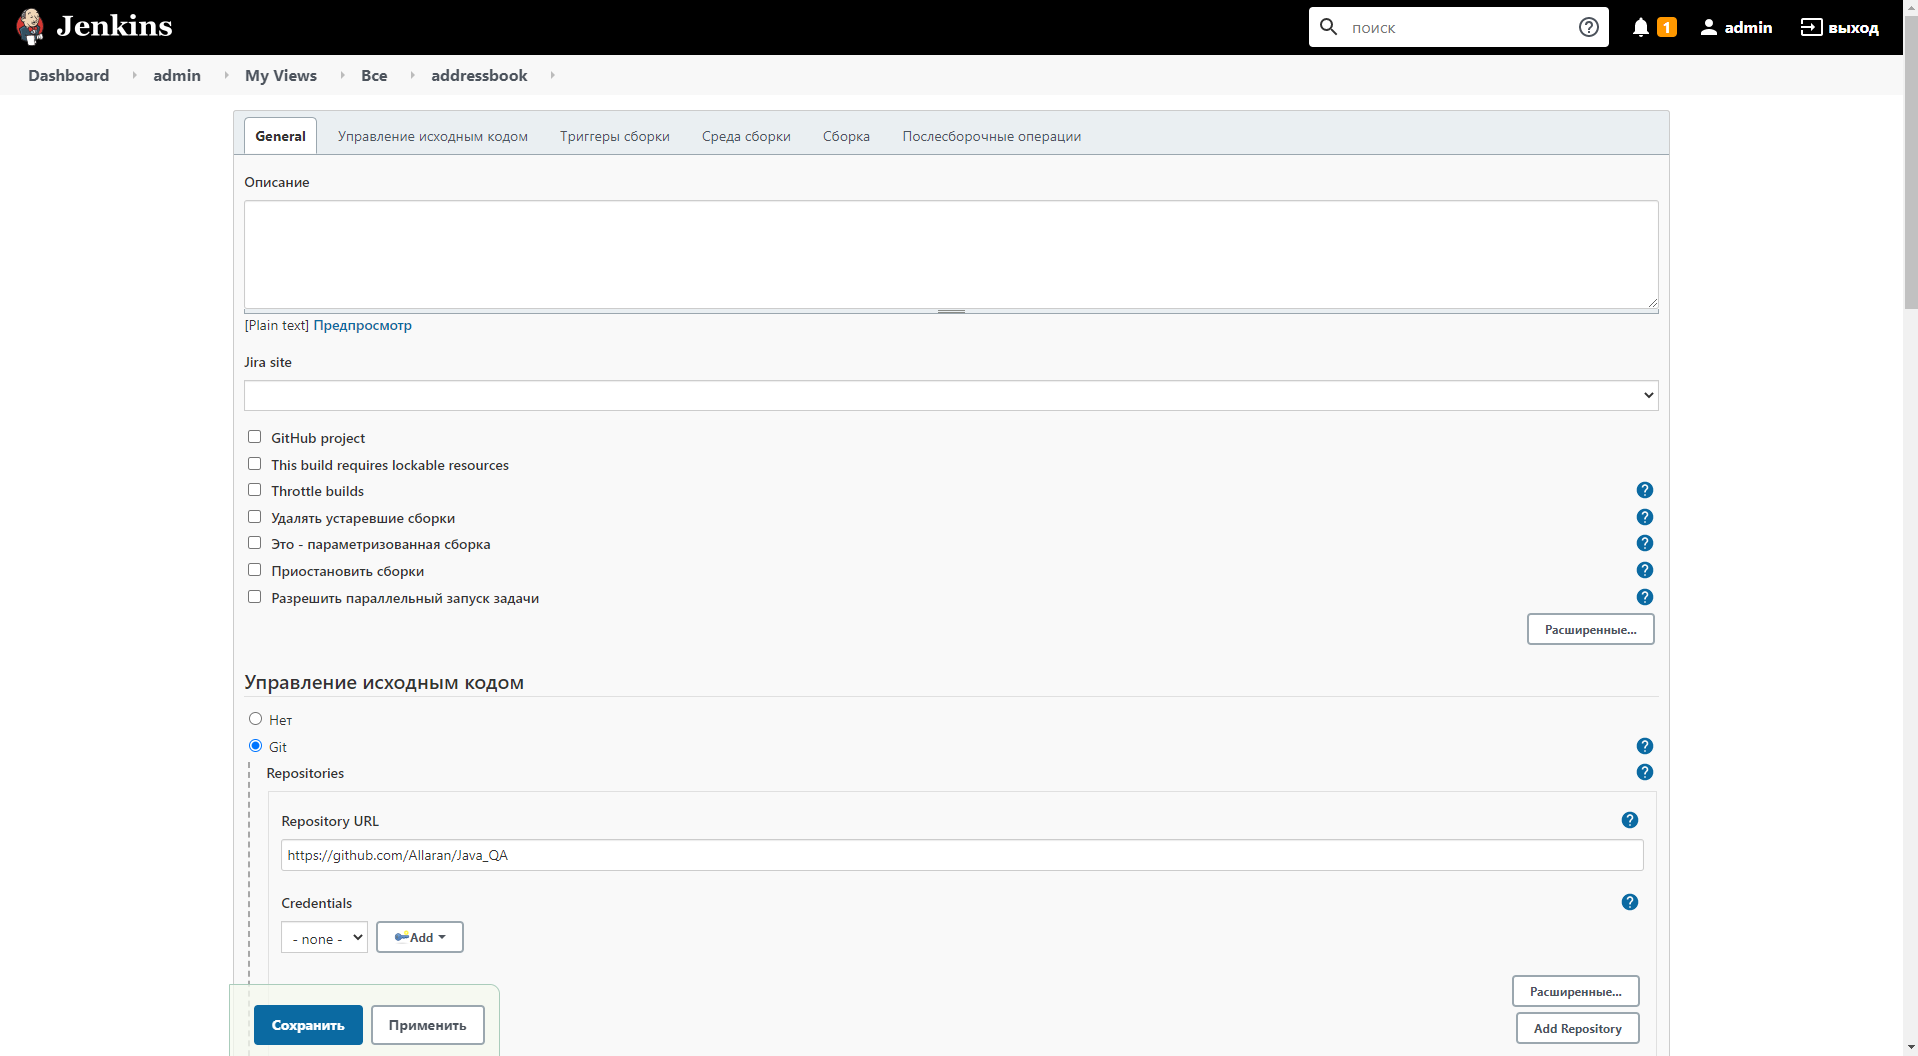 Jenkins
поиск
1
admin
выход
Dashboard
admin
My Views
Все
addressbook
General
Управление исходным кодом
Триггеры сборки
Среда сборки
Сборка
Послесборочные операции
Описание
[Plain text] Предпросмотр
Jira site
GitHub project
This build requires lockable resources
Throttle builds
Удалять устаревшие сборки
Это - параметризованная сборка
Приостановить сборки
Разрешить параллельный запуск задачи
Расширенные...
Управление исходным кодом
Нет
Git
Repositories
Repository URL
https://github.com/Allaran/Java_QA
Credentials
- none -
Add
Расширенные...
Add Repository
Сохранить
Применить